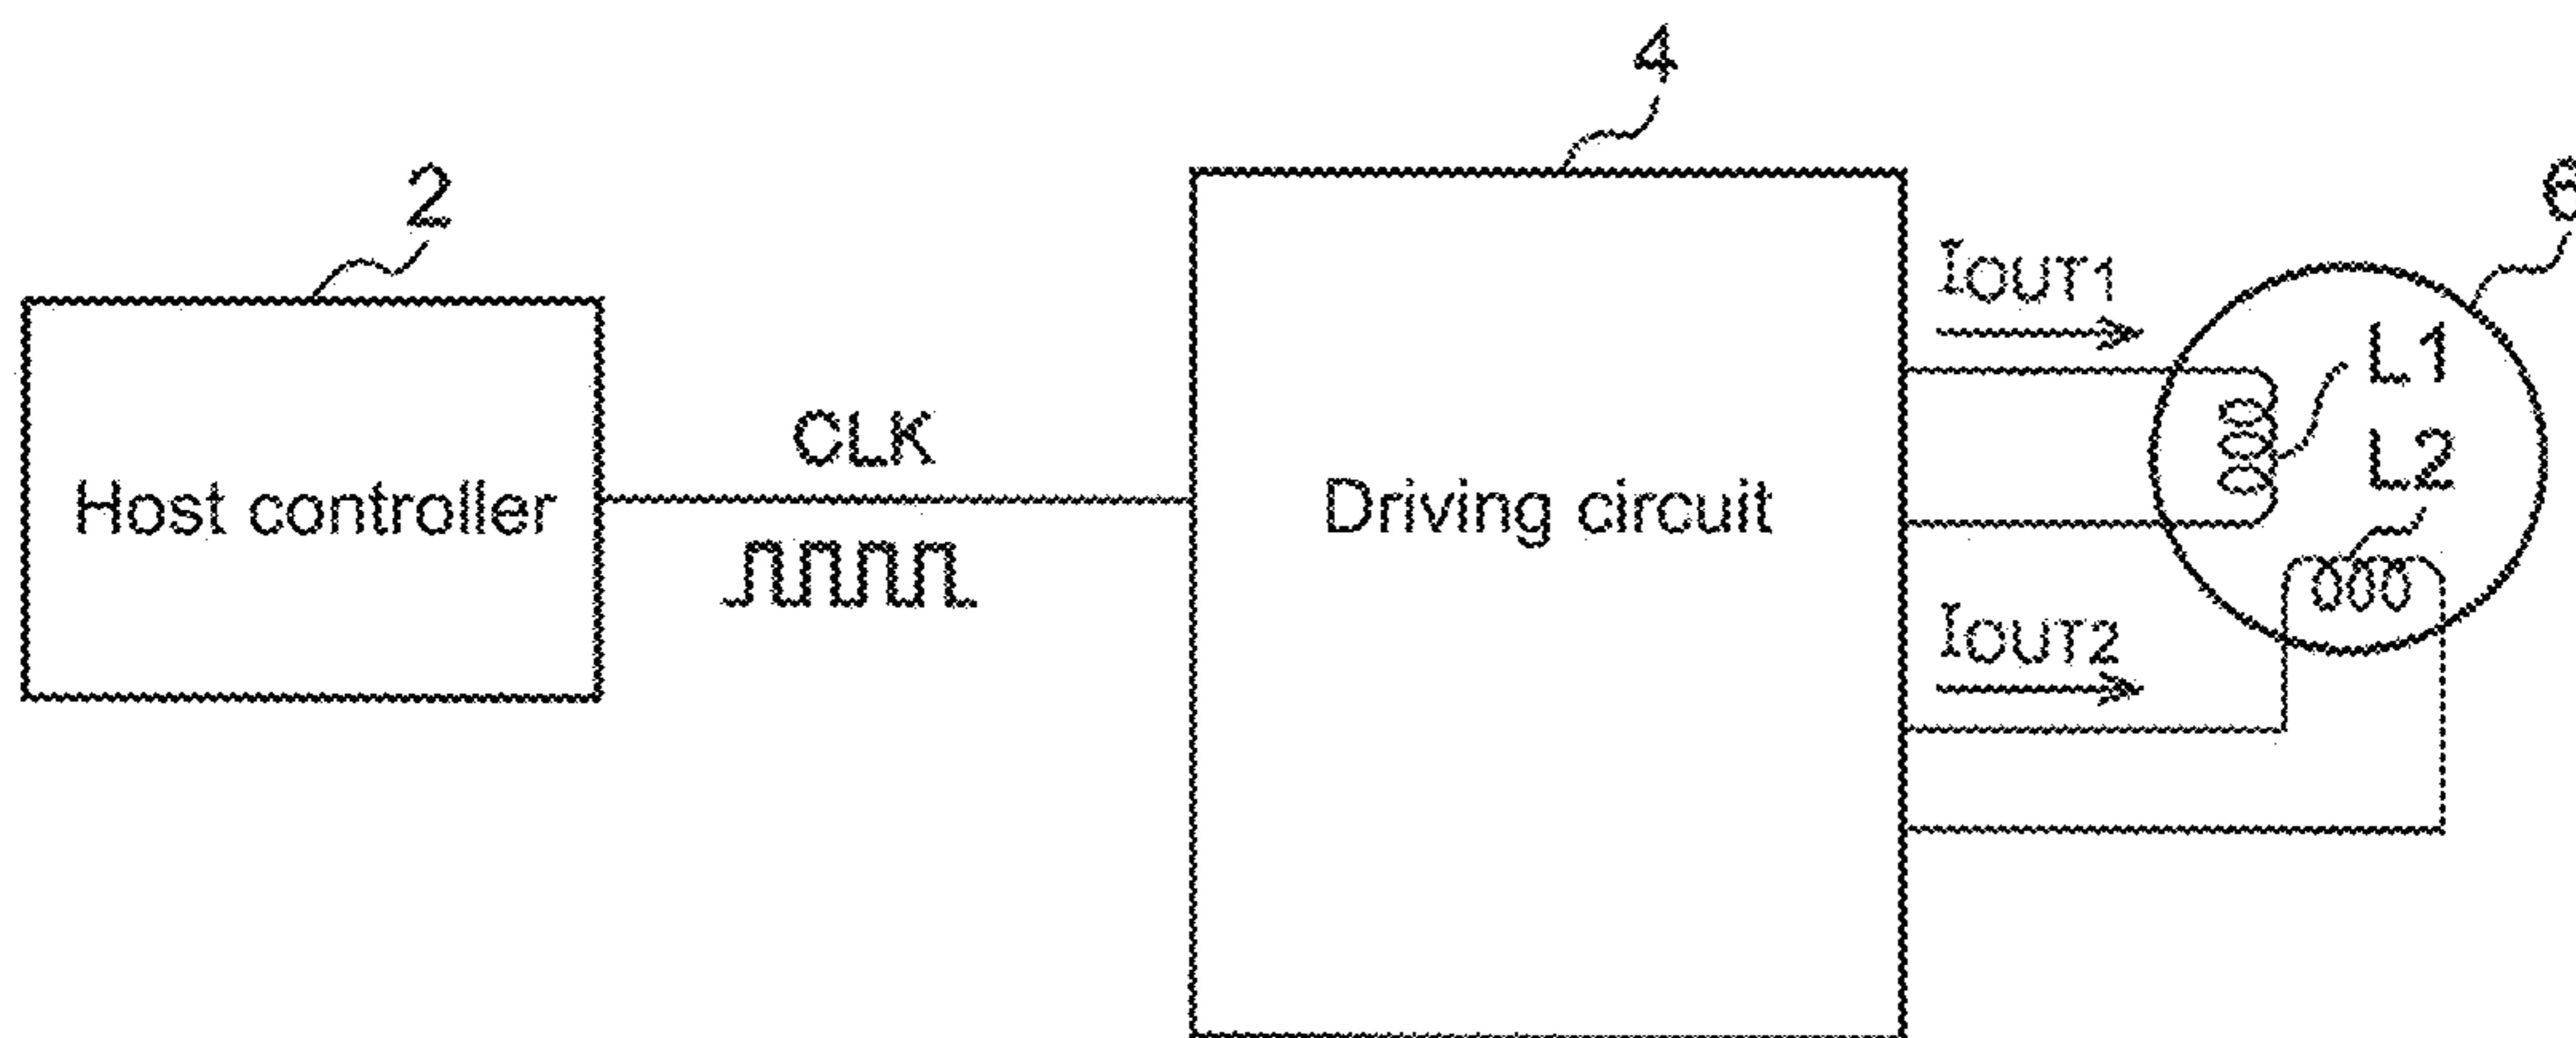 4
2
6
IOUT1
L1
CLK
L2
Host controller
Driving circuit
IOUT2